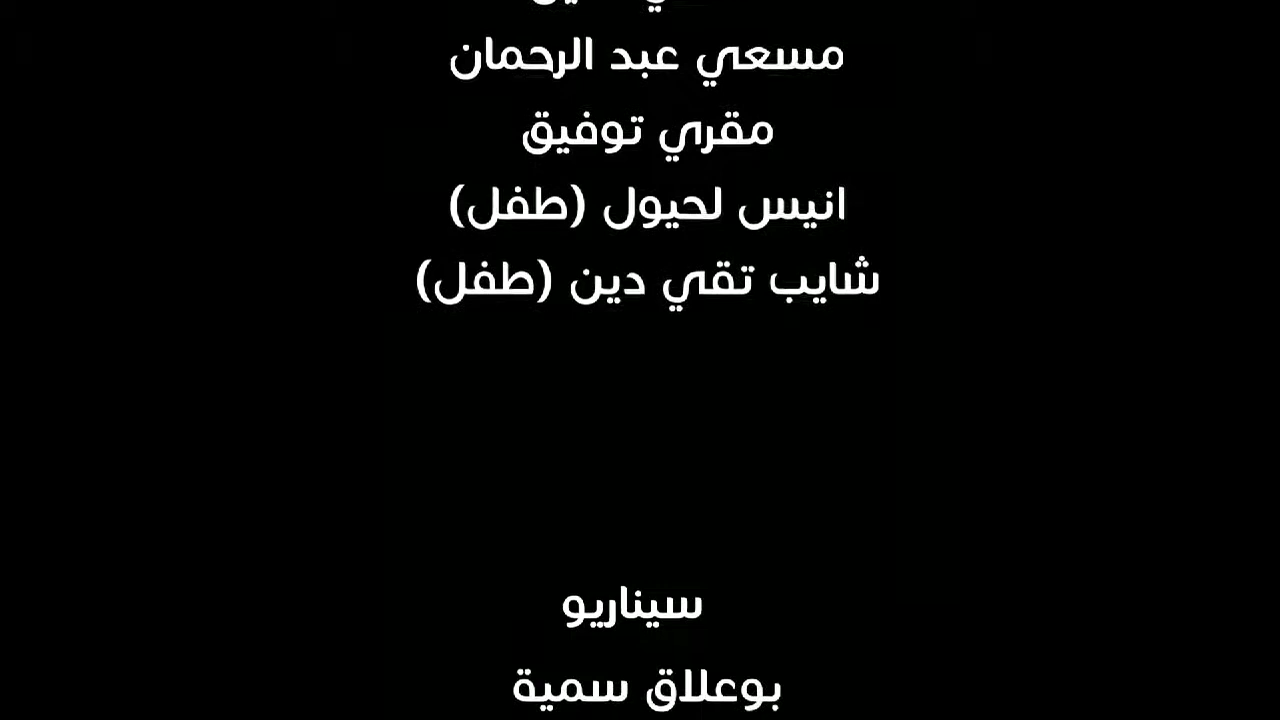 مسعي عبد الرحمان
مقري توفيق
انيس لحيول (طفل)
شايب تقي دين (طفل)
سيناريو
بوعلاق سمية